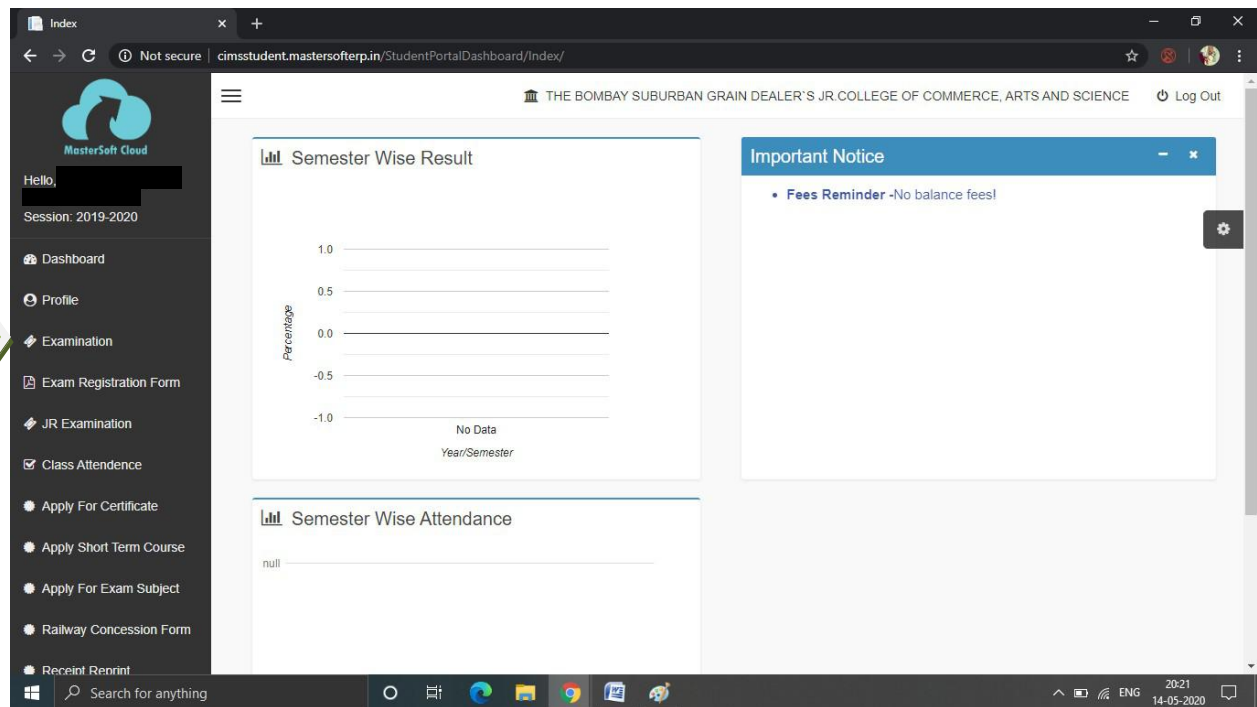 Index
Not secure
cimsstudent.mastersofterp.in/StudentPortalDashboard/Index/
MasterSoft Cloud
Hello,
Session: 2019-2020
Dashboard
Profile
Examination
Exam Registration Form
JR Examination
Class Attendence
Apply For Certificate
Apply Short Term Course
Apply For Exam Subject
Railway Concession Form
Receipt Reprint
THE BOMBAY SUBURBAN GRAIN DEALER`S JR.COLLEGE OF COMMERCE, ARTS AND SCIENCE
Log Out
Semester Wise Result
1.0
0.5
0.0
-0.5
-1.0
Percentage
No Data
Year/Semester
Important Notice
• Fees Reminder -No balance fees!
Semester Wise Attendance
null
Search for anything
ENG
20:21
14-05-2020